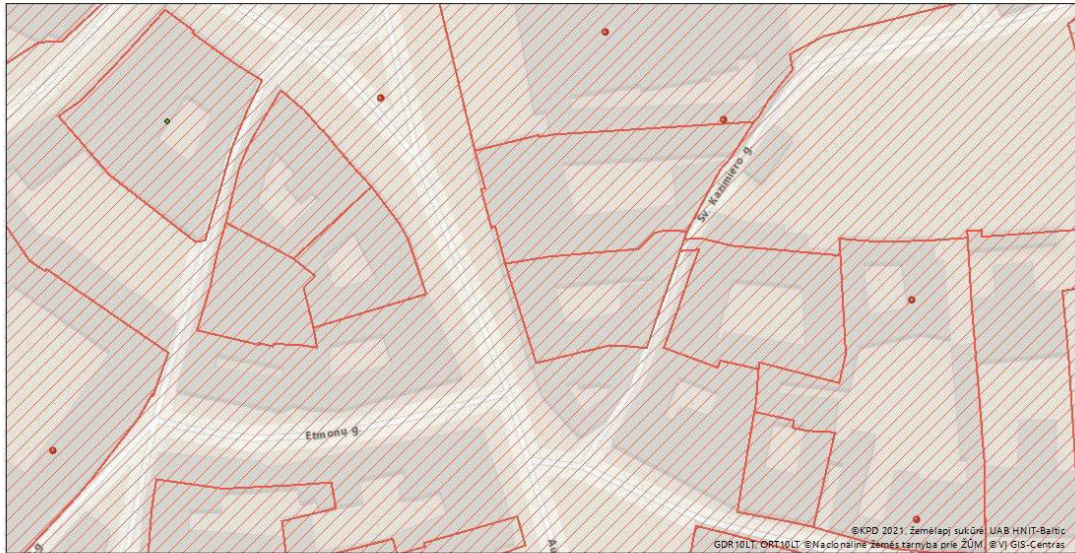 Šv. Kazimiero g.
Etmonų g.
g.
©KPD 2021, žemėlapį sukūrė: UAB HNIT-Baltic
GDR10LT, ORT10LT ©Nacionalinė žemės tarnyba prie ŽŪM, ©VĮ GIS-Centras